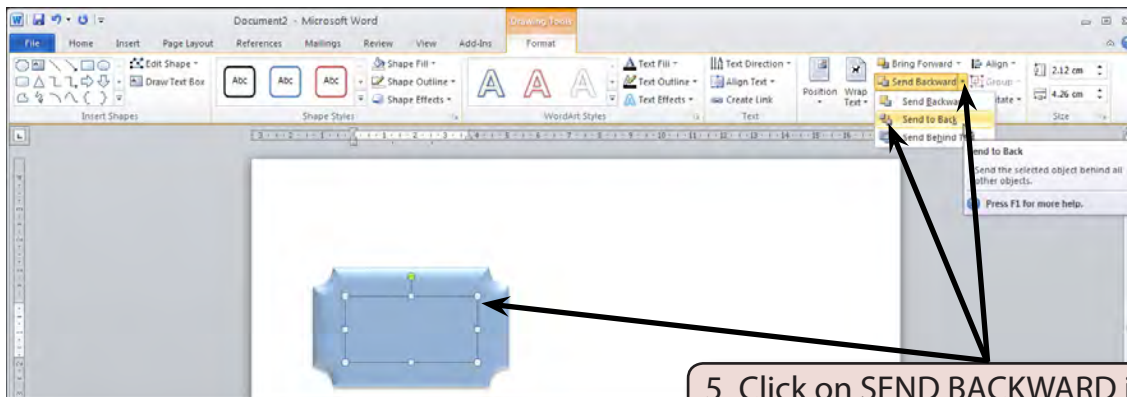 Document2 - Microsoft Word
Drawing Tools
File Home Insert Page Layout References Mailings Review View Add-Ins Format
Edit Shape
Draw Text Box
Insert Shapes
Abc Abc Abc
Shape Fill
Shape Outline
Shape Effects
Shape Styles
A A A
Text Fill
Text Outline
Text Effects
WordArt Styles
Text Direction
Align Text
Create Link
Text
Position
Wrap
Text
Bring Forward
Send Backward
Align
Group
Send Backwa
Send to Back
Send Behind T
2.12 cm
4.26 cm
Size
end to Back
Send the selected object behind all
other objects.
Press F1 for more help.
5 Click on SEND BACKWARD i